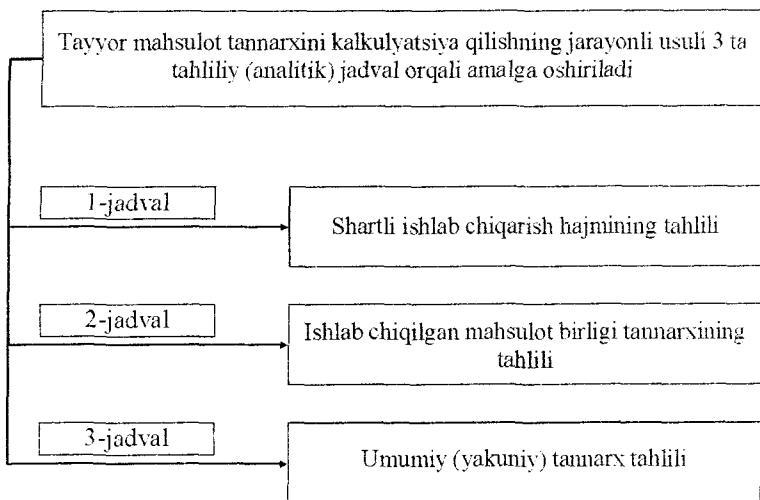 Tayyor mahsulot tannarxini kalkulyatsiya qilishning jarayonli usuli 3 ta
tahliliy (analitik) jadval orqali amalga oshiriladi
1-jadval
Shartli ishlab chiqarish hajmining tahlili
2-jadval
Ishlab chiqilgan mahsulot birligi tannarxining
tahlili
3-jadval
Umumiy (yakuniy) tannarx tahlili